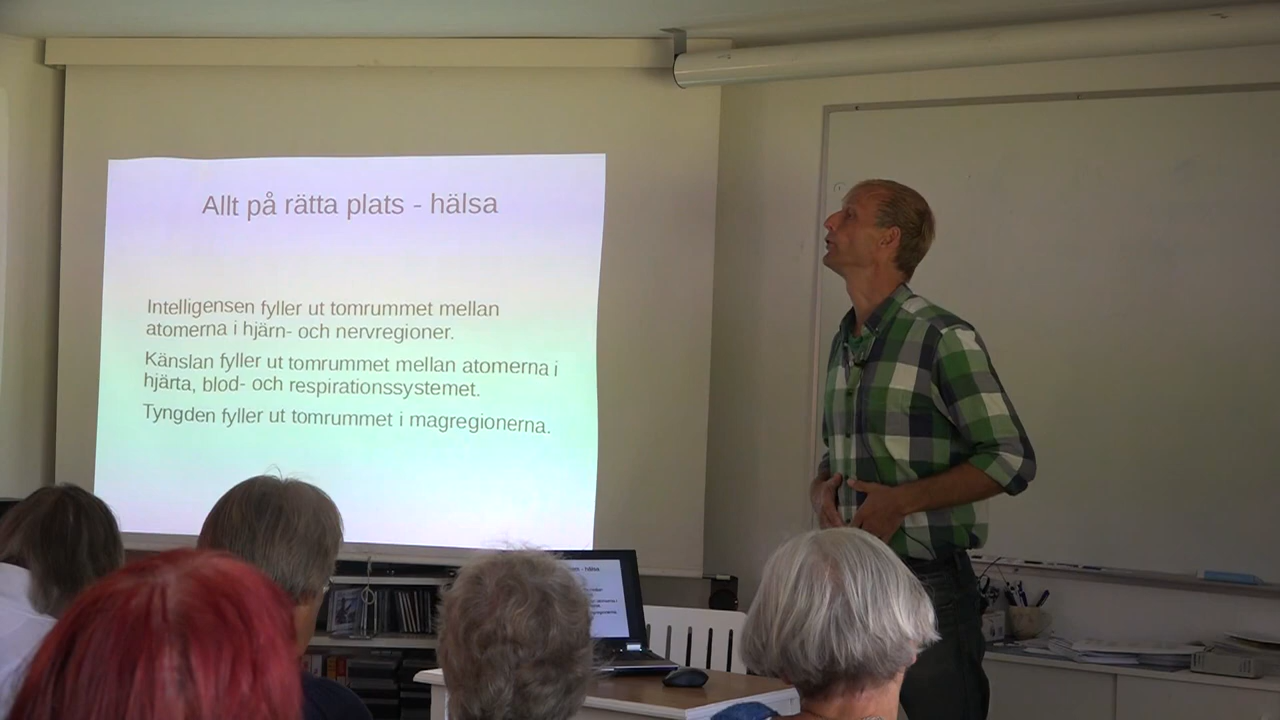 Allt på rätta plats - hälsa
Intelligensen fyller ut tomrummet mellan
atomerna i hjärn- och nervregioner.
Känslan fyller ut tomrummet mellan atomerna i
hjärta, blod- och respirationssystemet.
Tyngden fyller ut tomrummet i magregionerna.